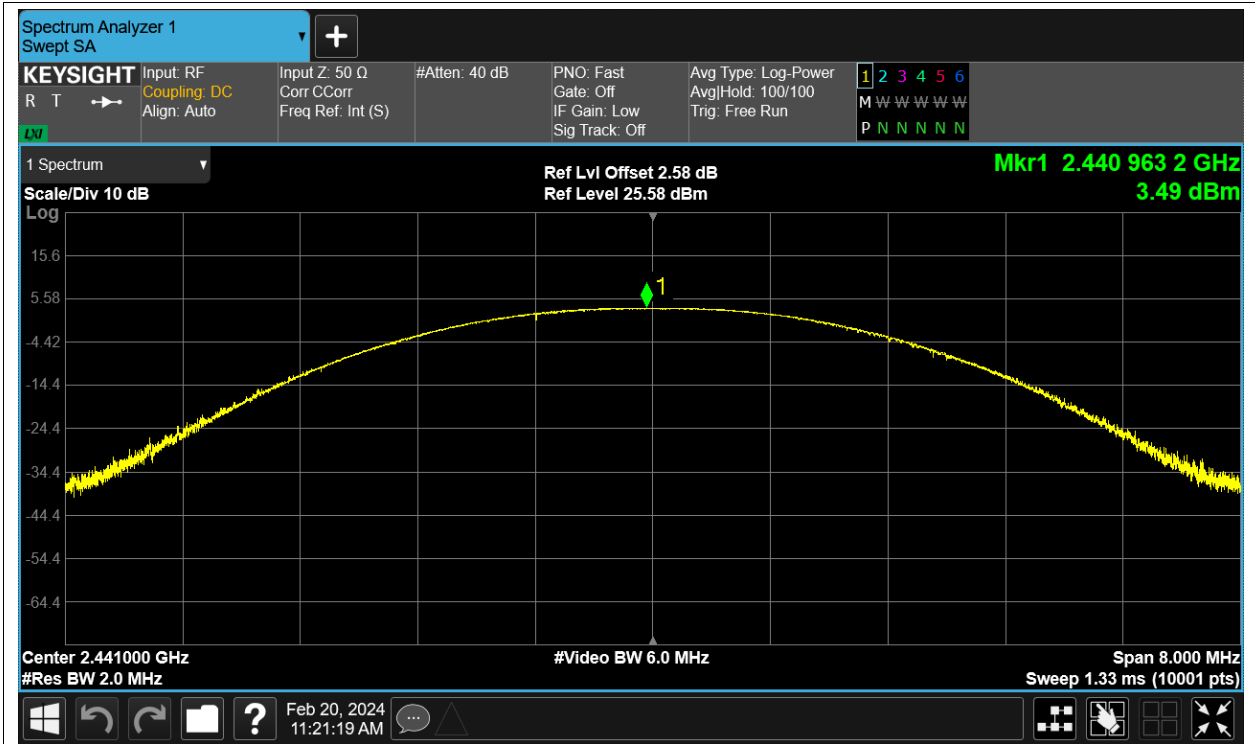 Spectrum Analyzer 1
Swept SA
KEYSIGHT
R T
LXI
Input: RF
Coupling: DC
Align: Auto
Input Z: 50 Ω
Corr CCorr
Freq Ref: Int (S)
#Atten: 40 dB
PNO: Fast
Gate: Off
IF Gain: Low
Sig Track: Off
Avg Type: Log-Power
Avg|Hold: 100/100
Trig: Free Run
1 2 3 4 5 6
M W W W W W
P N N N N N
1 Spectrum
Scale/Div 10 dB
Log
Ref Lvl Offset 2.58 dB
Ref Level 25.58 dBm
Mkr1 2.440 963 2 GHz
3.49 dBm
15.6
5.58
-4.42
-14.4
-24.4
-34.4
-44.4
-54.4
-64.4
1
Center 2.441000 GHz
#Video BW 6.0 MHz
Span 8.000 MHz
#Res BW 2.0 MHz
Sweep 1.33 ms (10001 pts)
?
Feb 20, 2024
11:21:19 AM